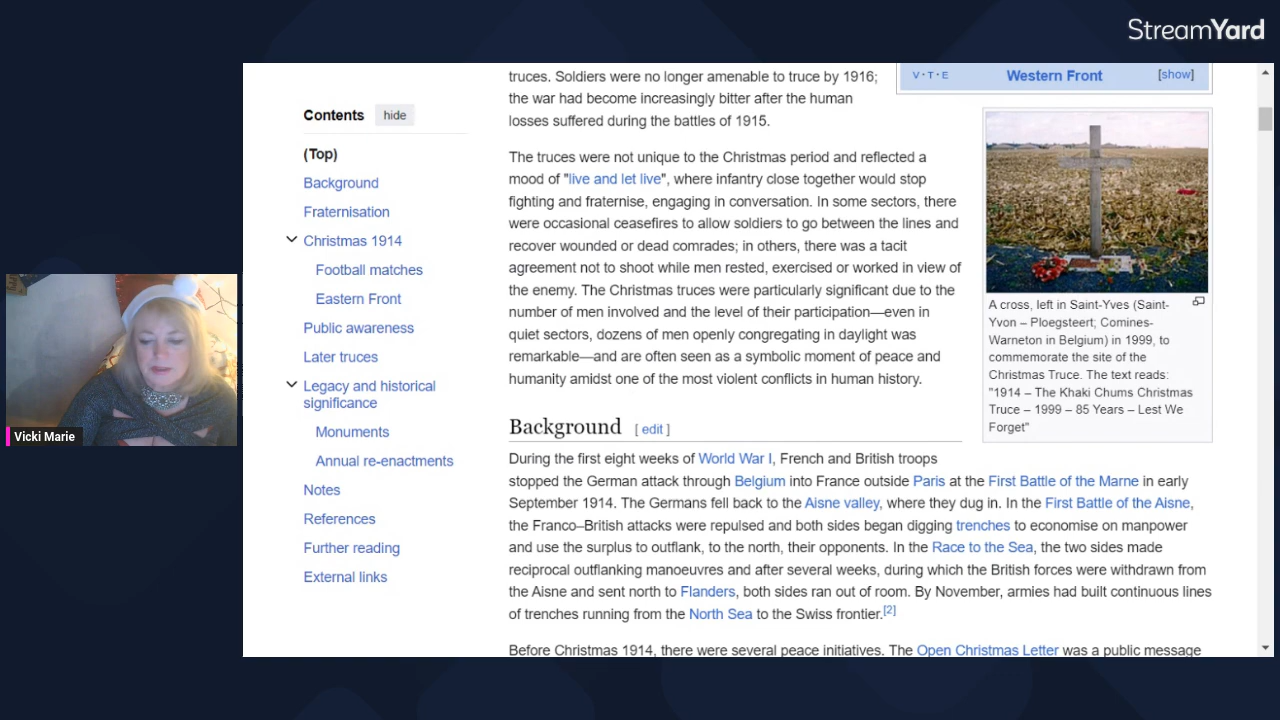 StreamYard
truces. Soldiers were no longer amenable to truce by 1916;
the war had become increasingly bitter after the human
losses suffered during the battles of 1915.
V·T·E Western Front [show]
Contents hide
(Top)
Background
Fraternisation
Christmas 1914
Football matches
Eastern Front
Public awareness
Later truces
Legacy and historical
significance
Monuments
Annual re-enactments
Notes
References
Further reading
External links
The truces were not unique to the Christmas period and reflected a
mood of "live and let live", where infantry close together would stop
fighting and fraternise, engaging in conversation. In some sectors, there
were occasional ceasefires to allow soldiers to go between the lines and
recover wounded or dead comrades; in others, there was a tacit
agreement not to shoot while men rested, exercised or worked in view of
the enemy. The Christmas truces were particularly significant due to the
number of men involved and the level of their participation—even in
quiet sectors, dozens of men openly congregating in daylight was
remarkable—and are often seen as a symbolic moment of peace and
humanity amidst one of the most violent conflicts in human history.
A cross, left in Saint-Yves (Saint-
Yvon – Ploegsteert; Comines-
Warneton in Belgium) in 1999, to
commemorate the site of the
Christmas Truce. The text reads:
"1914 – The Khaki Chums Christmas
Truce – 1999 – 85 Years – Lest We
Forget"
Background [ edit ]
During the first eight weeks of World War I, French and British troops
stopped the German attack through Belgium into France outside Paris at the First Battle of the Marne in early
September 1914. The Germans fell back to the Aisne valley, where they dug in. In the First Battle of the Aisne,
the Franco–British attacks were repulsed and both sides began digging trenches to economise on manpower
and use the surplus to outflank, to the north, their opponents. In the Race to the Sea, the two sides made
reciprocal outflanking manoeuvres and after several weeks, during which the British forces were withdrawn from
the Aisne and sent north to Flanders, both sides ran out of room. By November, armies had built continuous lines
of trenches running from the North Sea to the Swiss frontier.[2]
Before Christmas 1914, there were several peace initiatives. The Open Christmas Letter was a public message
Vicki Marie